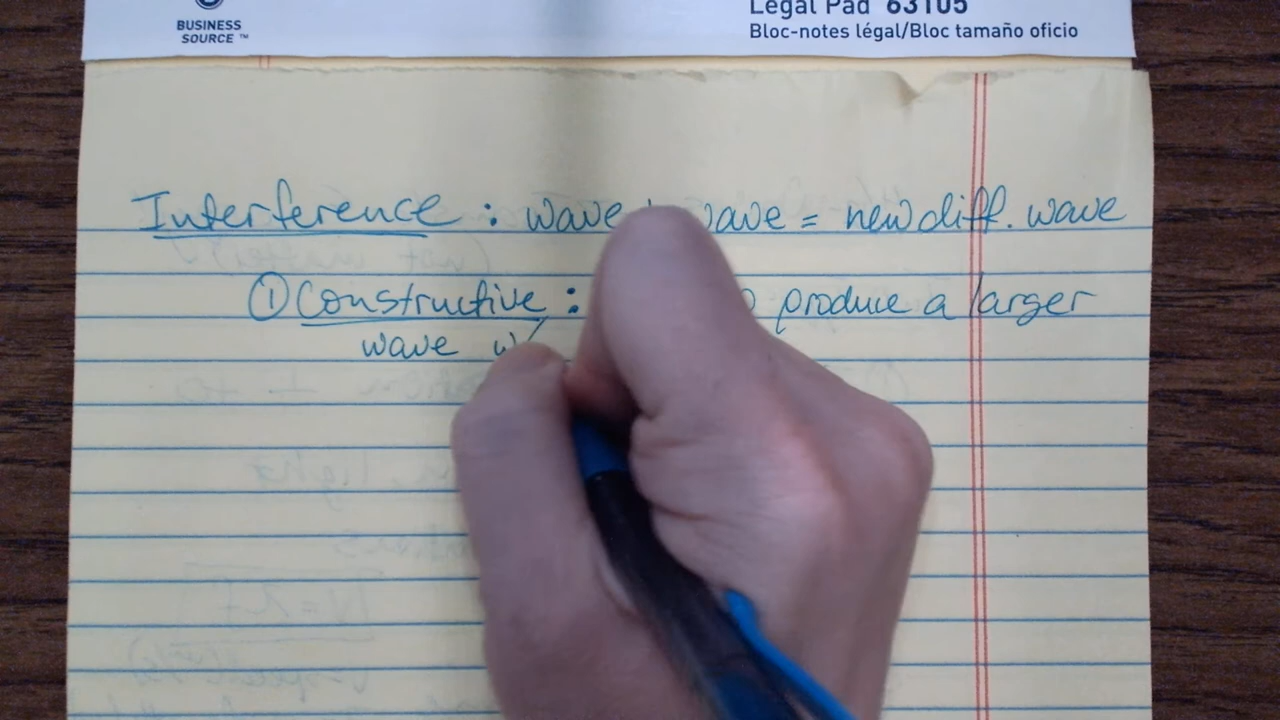 BUSINESS
SOURCE ™
Legal Pad 63105
Bloc-notes légal/Bloc tamaño oficio
Interference : wave wave = new diff. wave
① Constructive : produce a larger
wave w/